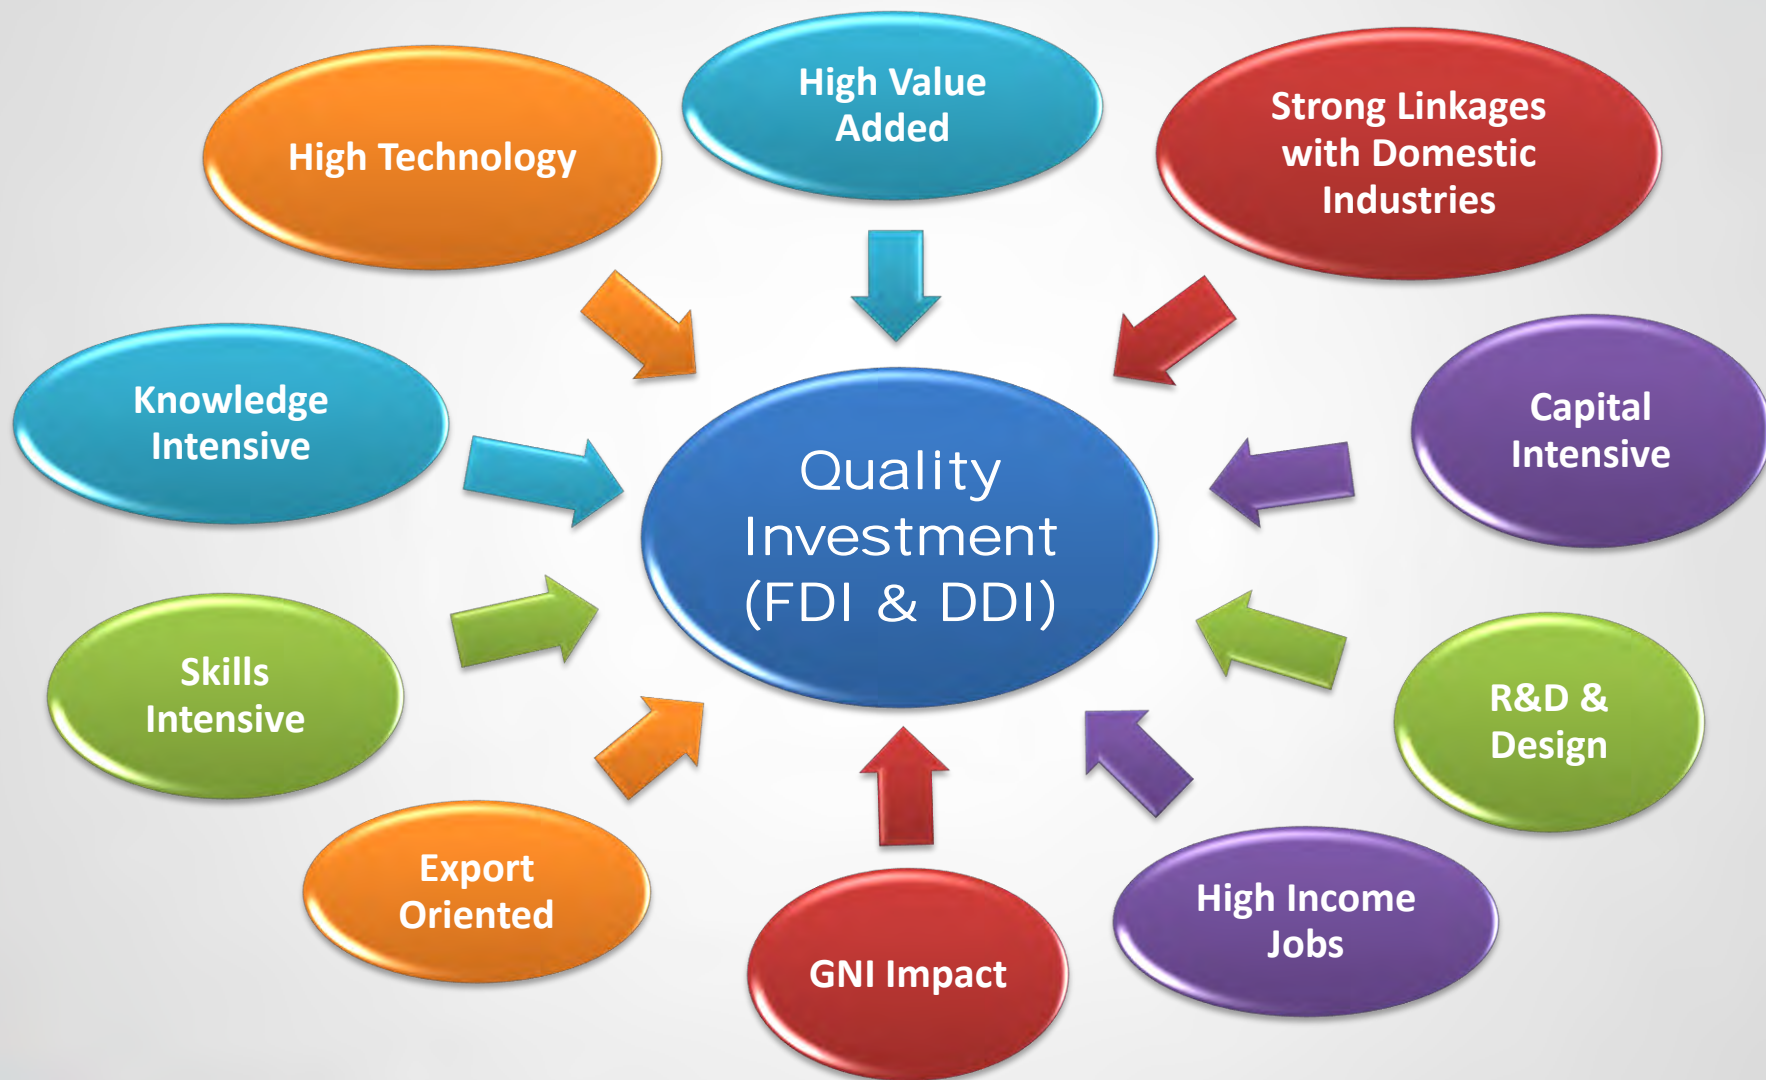 High Value
Added
Strong Linkages
with Domestic
Industries
High Technology
Knowledge
Intensive
Capital
Intensive
Quality
Investment
(FDI & DDI)
Skills
Intensive
R&D &
Design
Export
Oriented
High Income
Jobs
GNI Impact